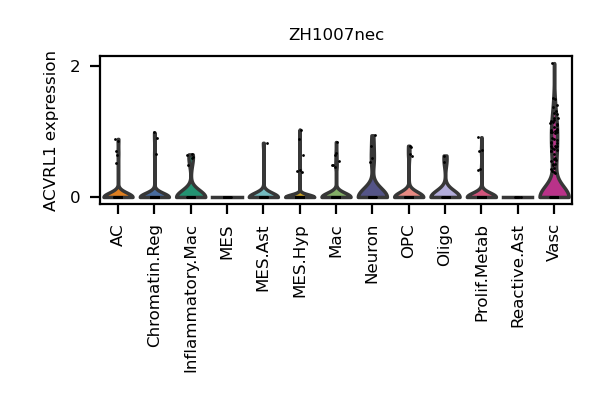 ZH1007nec
ACVRL1 expression
2
0
AC
Chromatin.Reg
Inflammatory.Mac
MES
MES.Ast
MES.Hyp
Mac
Neuron
OPC
Oligo
Prolif.Metab
Reactive.Ast
Vasc